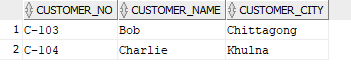 CUSTOMER_NO CUSTOMER_NAME CUSTOMER_CITY
1 C-103 Bob Chittagong
2 C-104 Charlie Khulna